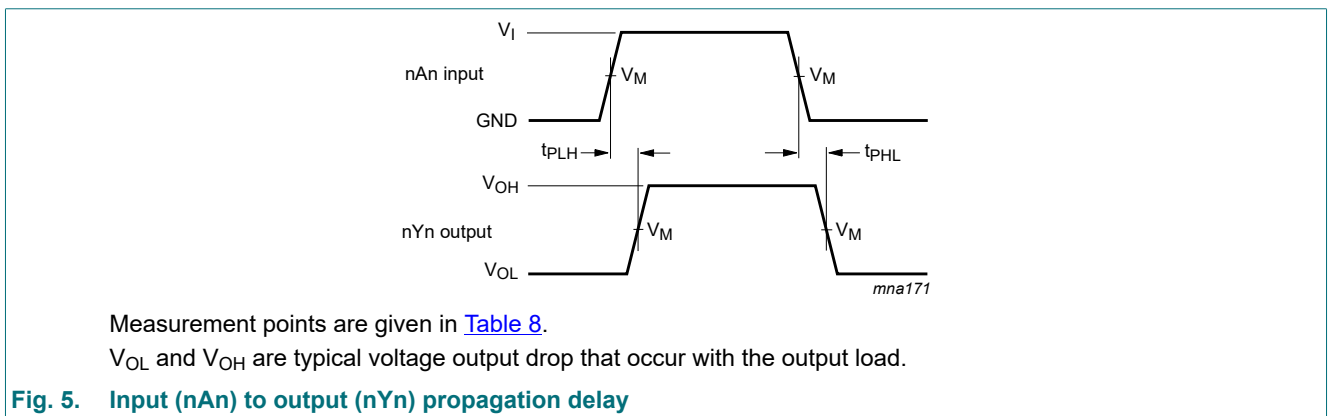 V_I
nAn input
V_M
V_M
GND
t_PLH
t_PHL
V_OH
nYn output
V_M
V_M
V_OL
mna171
Measurement points are given in Table 8.
V_OL and V_OH are typical voltage output drop that occur with the output load.
Fig. 5. Input (nAn) to output (nYn) propagation delay